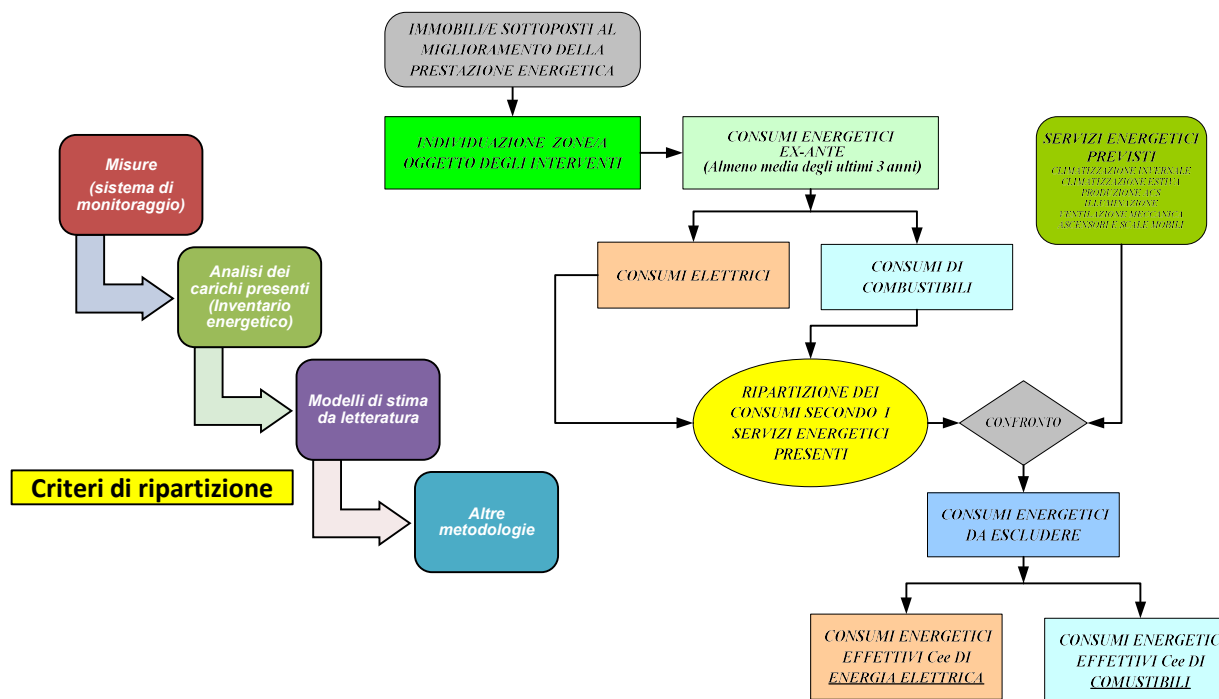 IMMOBILI/E SOTTOPOSTI AL
MIGLIORAMENTO DELLA
PRESTAZIONE ENERGETICA
INDIVIDUAZIONE ZONE/A
OGGETTO DEGLI INTERVENTI
CONSUMI ENERGETICI
EX-ANTE
(Almeno media degli ultimi 3 anni)
SERVIZI ENERGETICI
PREVISTI
CLIMATIZZAZIONE INVERNALE
CLIMATIZZAZIONE ESTIVA
PRODUZIONE ACS
ILLUMINAZIONE
VENTILAZIONE MECCANICA
ASCENSORI E SCALE MOBILI
CONSUMI ELETTRICI
CONSUMI DI
COMBUSTIBILI
RIPARTIZIONE DEI
CONSUMI SECONDO I
SERVIZI ENERGETICI
PRESENTI
CONFRONTO
CONSUMI ENERGETICI
DA ESCLUDERE
CONSUMI ENERGETICI
EFFETTIVI Cee DI
ENERGIA ELETTRICA
CONSUMI ENERGETIC
EFFETTIVI Cee DI
COMUSTIBILI
Misure
(sistema di
monitoraggio)
Analisi dei
carichi presenti
(Inventario
energetico)
Modelli di stima
da letteratura
Altre
metodologie
Criteri di ripartizione